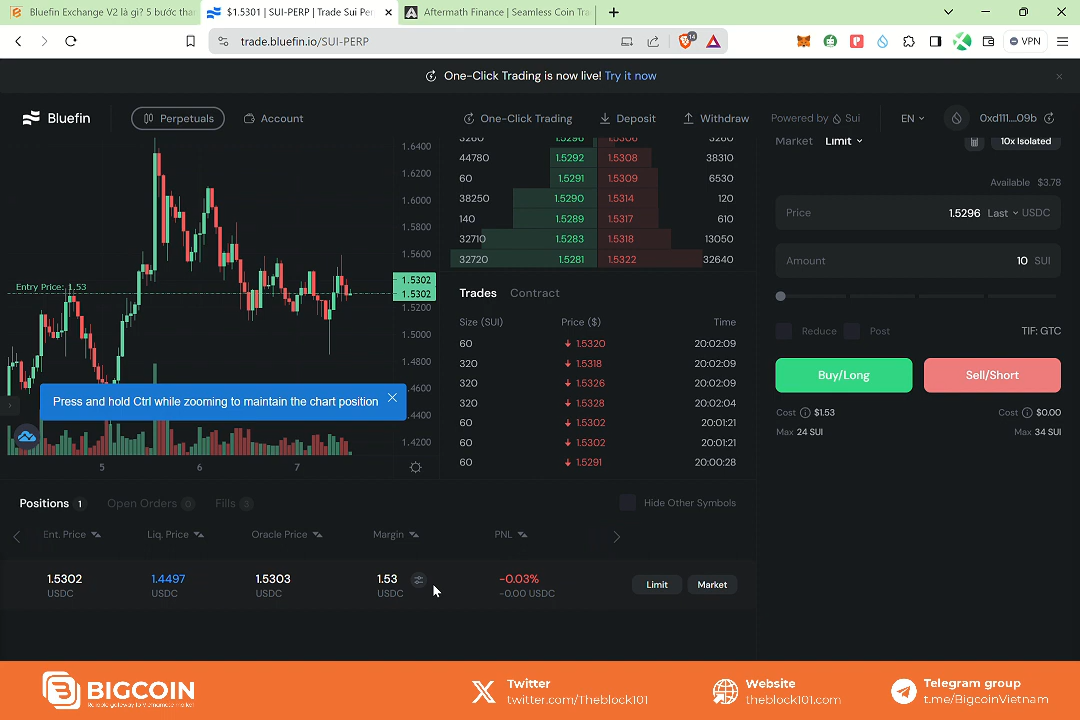 Bluefin Exchange V2 là gì? 5 bước tha
$1.5301 | SUI-PERP | Trade Sui Per
Aftermath Finance | Seamless Coin Tra
trade.bluefin.io/SUI-PERP
14
VPN
One-Click Trading is now live! Try it now
Bluefin
Perpetuals
Account
One-Click Trading
Deposit
Withdraw
Powered by Sui
EN
0xd111....09b
1.6400
1.6200
1.6000
1.5800
1.5600
1.5302
1.5302
1.5200
1.5000
1.4800
1.4600
1.4400
1.4200
Entry Price: 1.53
Press and hold Ctrl while zooming to maintain the chart position
5 6 7
3260 1.5296 1.5306 6260
44780 1.5292 1.5308 38310
60 1.5291 1.5309 6530
38250 1.5290 1.5314 120
140 1.5289 1.5317 610
32710 1.5283 1.5318 13050
32720 1.5281 1.5322 32640
Trades Contract
Size (SUI) Price ($) Time
60 1.5320 20:02:09
320 1.5318 20:02:09
320 1.5326 20:02:09
320 1.5328 20:02:04
60 1.5302 20:01:21
60 1.5302 20:01:21
60 1.5291 20:00:28
Market Limit
10x Isolated
Available $3.78
Price 1.5296 Last USDC
Amount 10 SUI
Reduce Post TIF: GTC
Buy/Long Sell/Short
Cost $1.53 Cost $0.00
Max 24 SUI Max 34 SUI
Positions 1 Open Orders 0 Fills 3
Hide Other Symbols
Ent. Price Liq. Price Oracle Price Margin PNL
1.5302 1.4497 1.5303 1.53 -0.03%
USDC USDC USDC USDC -0.00 USDC
Limit Market
BIGCOIN
Reliable gateway to Vietnamese market
Twitter
twitter.com/Theblock101
Website
theblock101.com
Telegram group
t.me/BigcoinVietnam